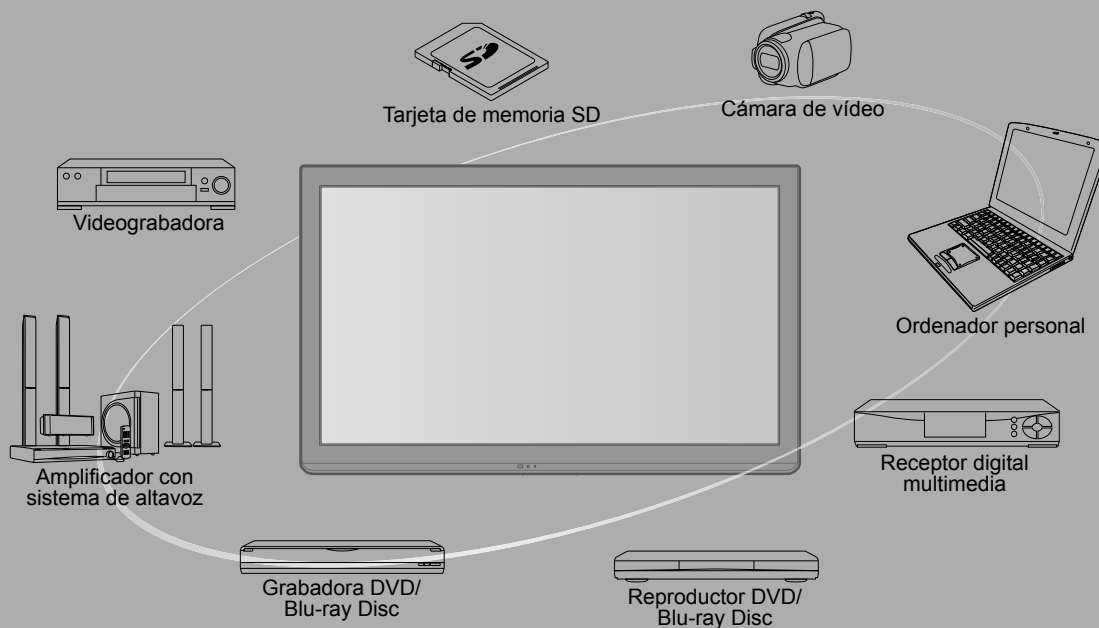 Tarjeta de memoria SD
Cámara de vídeo
Videograbadora
Ordenador personal
Amplificador con
sistema de altavoz
Receptor digital
multimedia
Grabadora DVD/
Blu-ray Disc
Reproductor DVD/
Blu-ray Disc
SD